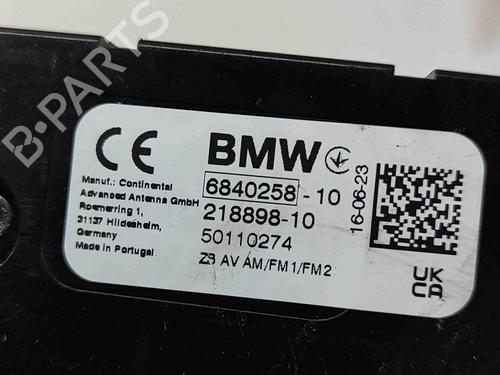 B-PARTS
CE
BMW
Manuf.: Continental
Advanced Antenna GmbH
Roemerring 1,
31137 Hildesheim,
Germany
Made in Portugal
6840258-10
218898-10
50110274
ZB AV AM/FM1/FM2
16-06-23
UK
CA